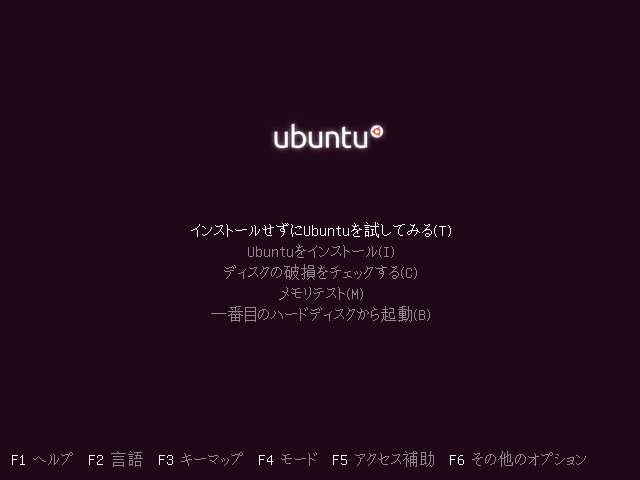 ubuntu
インストールせずにUbuntuを試してみる(T)
Ubuntuをインストール(I)
ディスクの破損をチェックする(C)
メモリテスト(M)
一番目のハードディスクから起動(B)
F1 ヘルプ F2 言語 F3 キーマップ F4 モード F5 アクセス補助 F6 その他のオプション